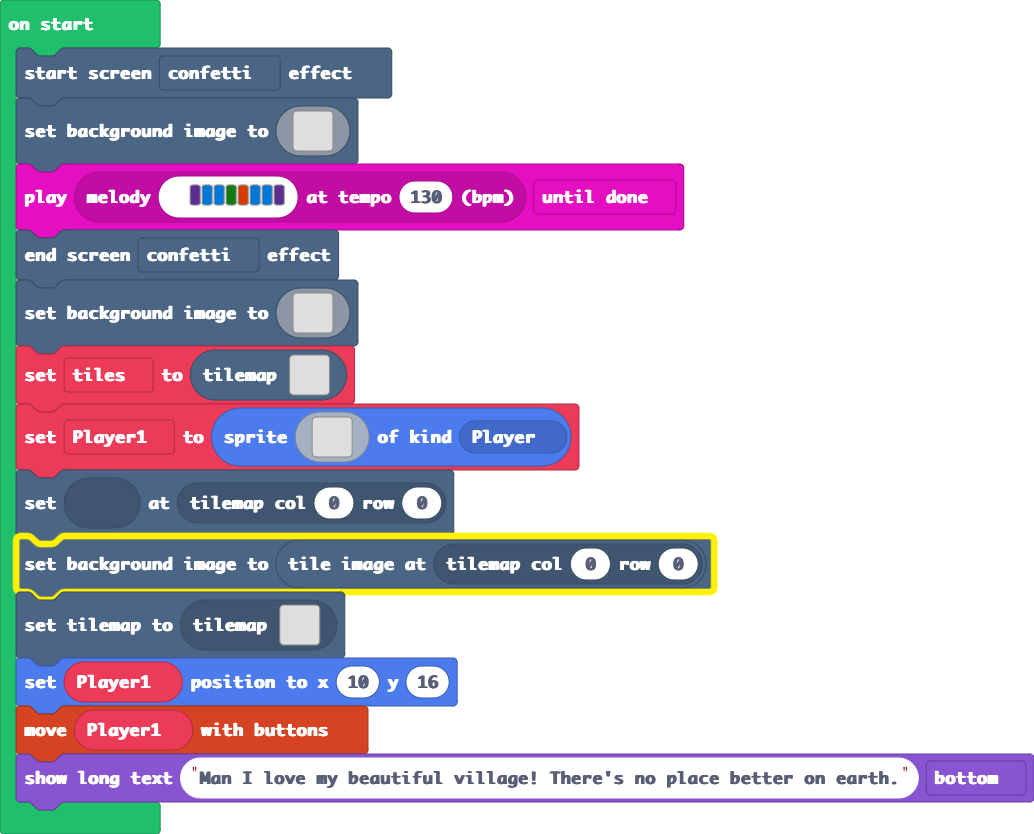 on start
start screen confetti effect
set background image to
play melody at tempo 130 (bpm) until done
end screen confetti effect
set background image to
set tiles to tilemap
set Player1 to sprite of kind Player
set at tilemap col 0 row 0
set background image to tile image at tilemap col 0 row 0
set tilemap to tilemap
set Player1 position to x 10 y 16
move Player1 with buttons
show long text "Man I love my beautiful village! There's no place better on earth." bottom